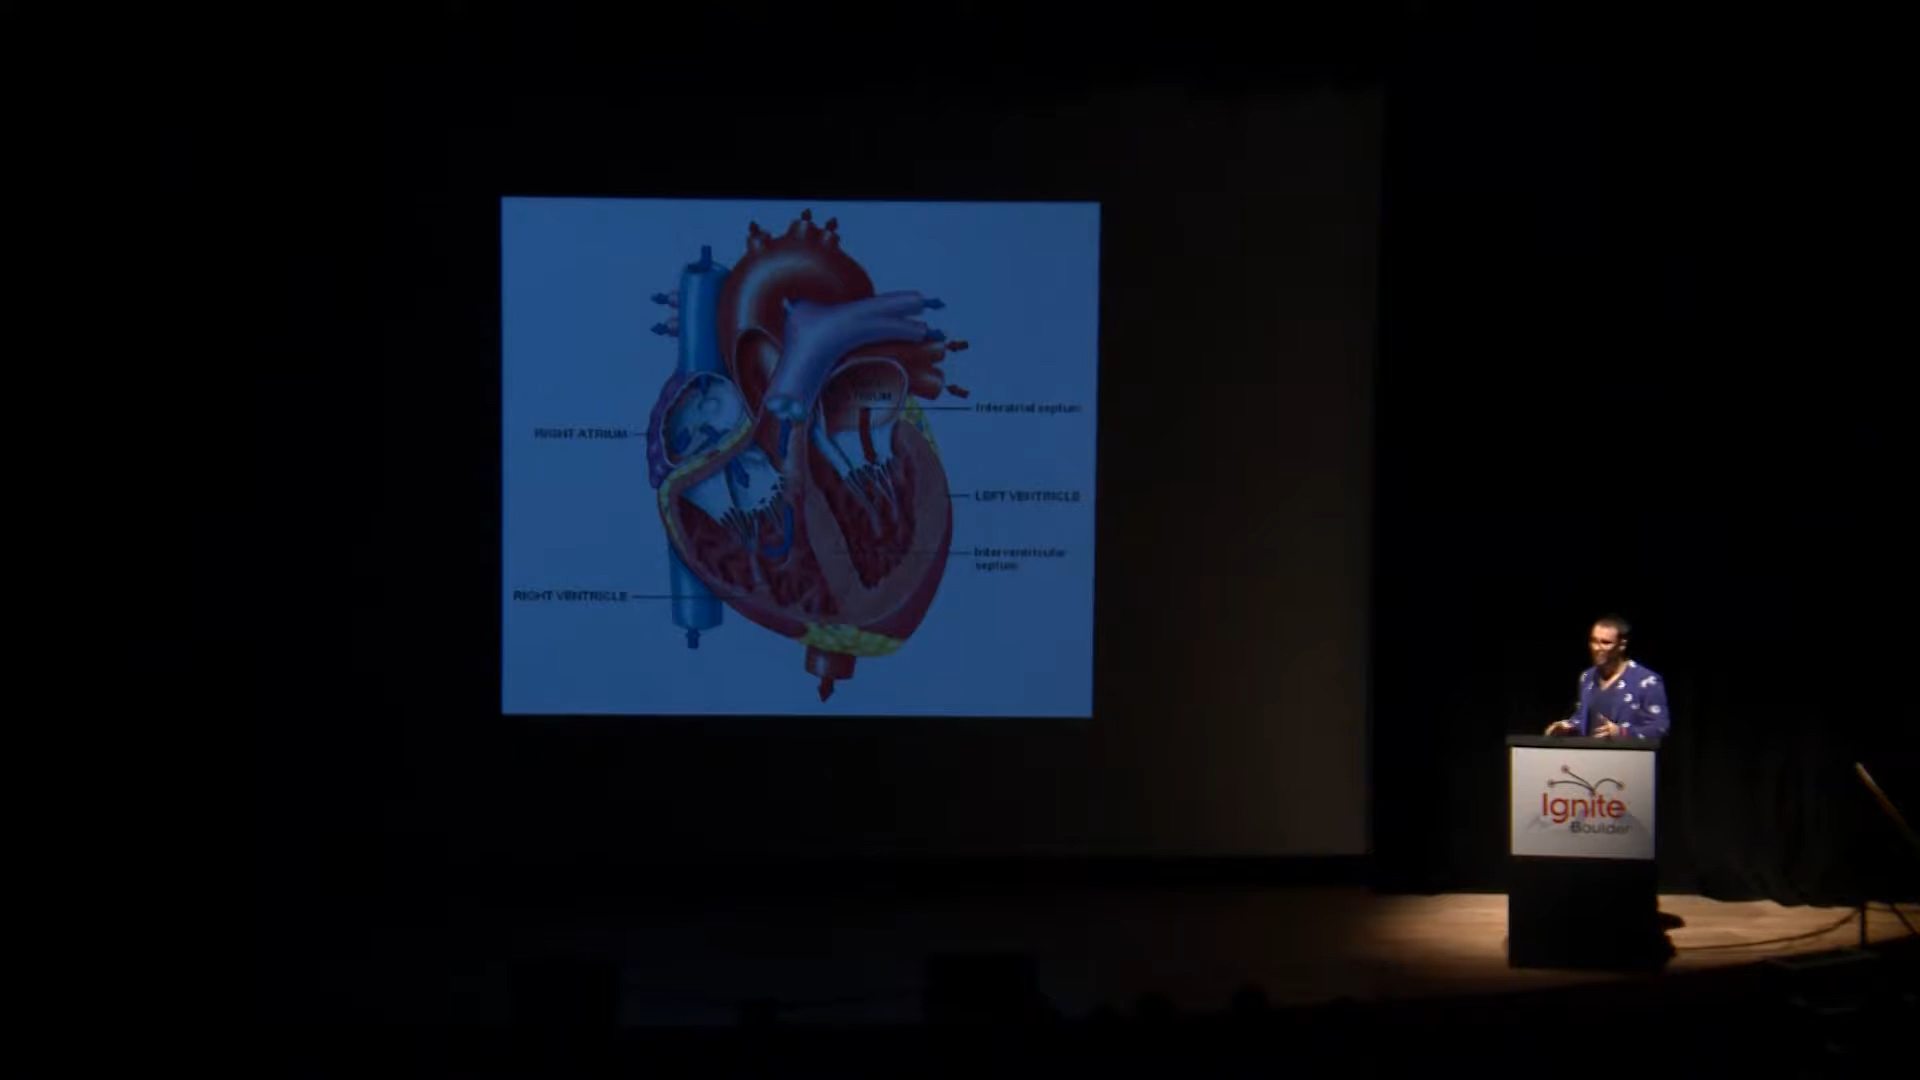 RIGHT ATRIUM
Interatrial septum
LEFT VENTRICLE
Interventricular
septum
RIGHT VENTRICLE
Ignite
Boulder